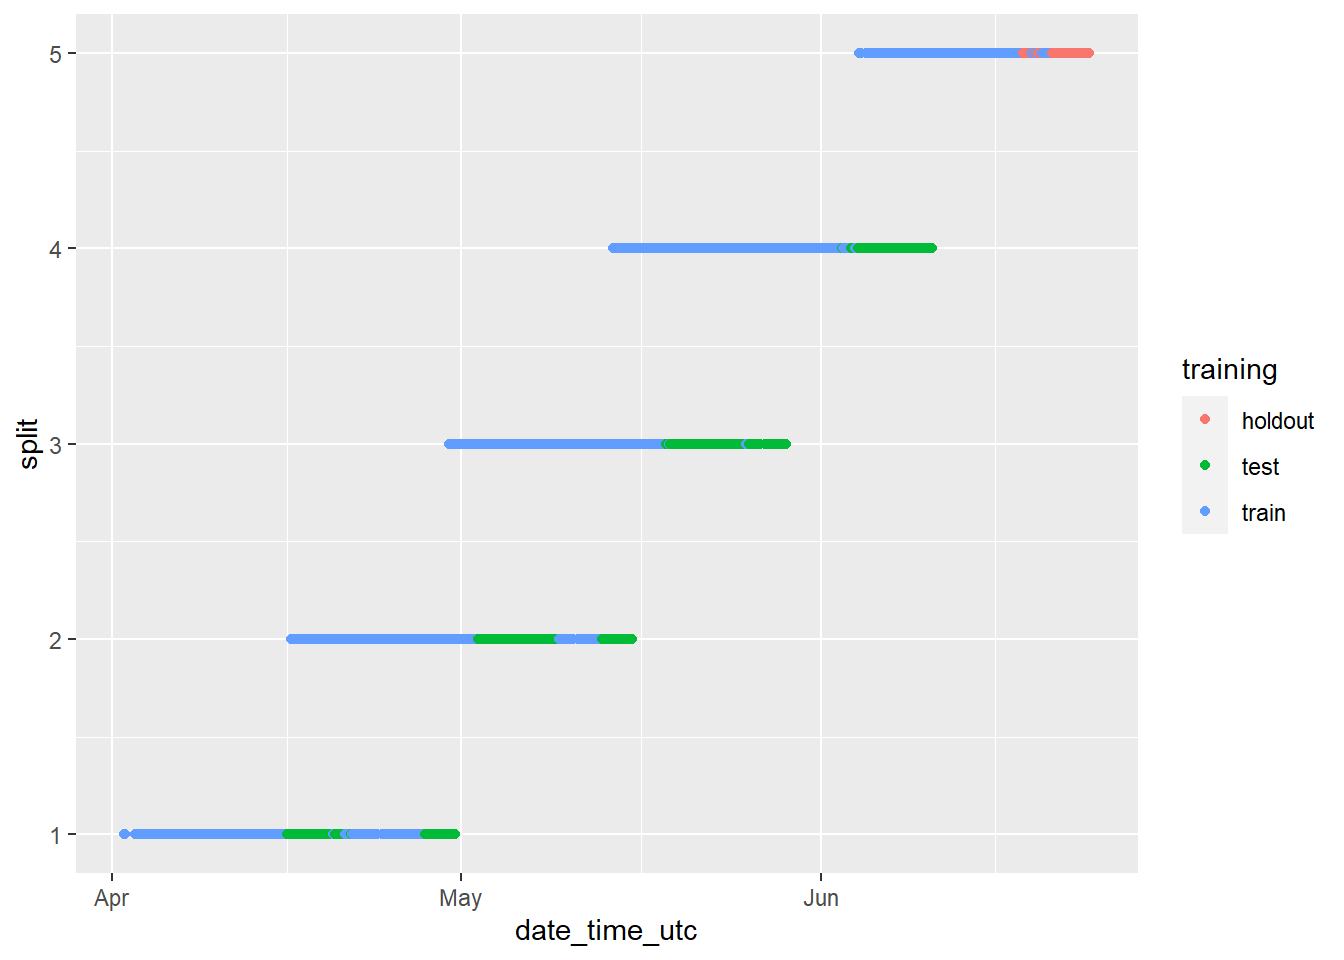 5
4
3
2
1
split
Apr
May
Jun
date_time_utc
training
holdout
test
train